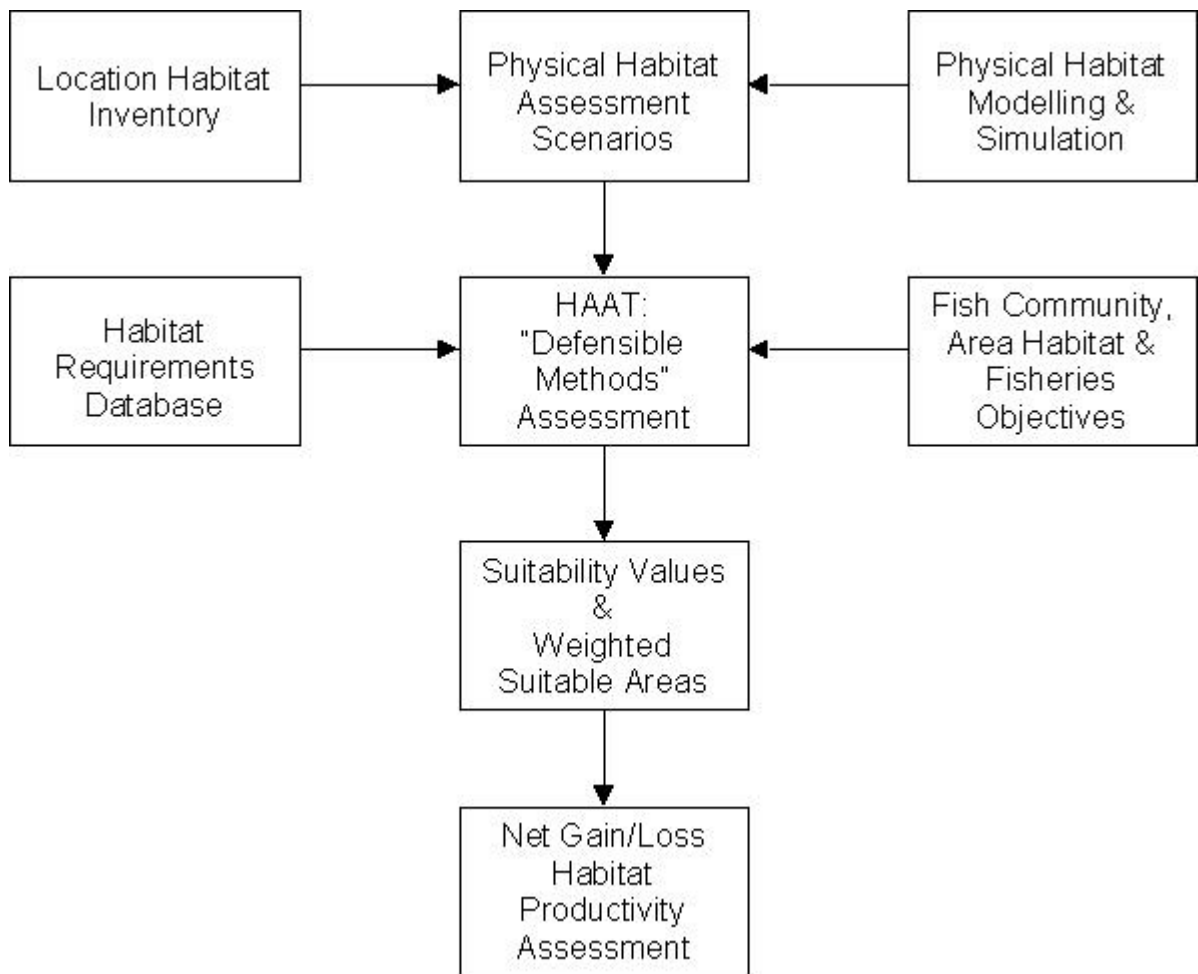 Location Habitat
Inventory
Physical Habitat
Assessment
Scenarios
Physical Habitat
Modelling &
Simulation
Habitat
Requirements
Database
HAAT:
"Defensible
Methods"
Assessment
Fish Community,
Area Habitat &
Fisheries
Objectives
Suitability Values
&
Weighted
Suitable Areas
Net Gain/Loss
Habitat
Productivity
Assessment